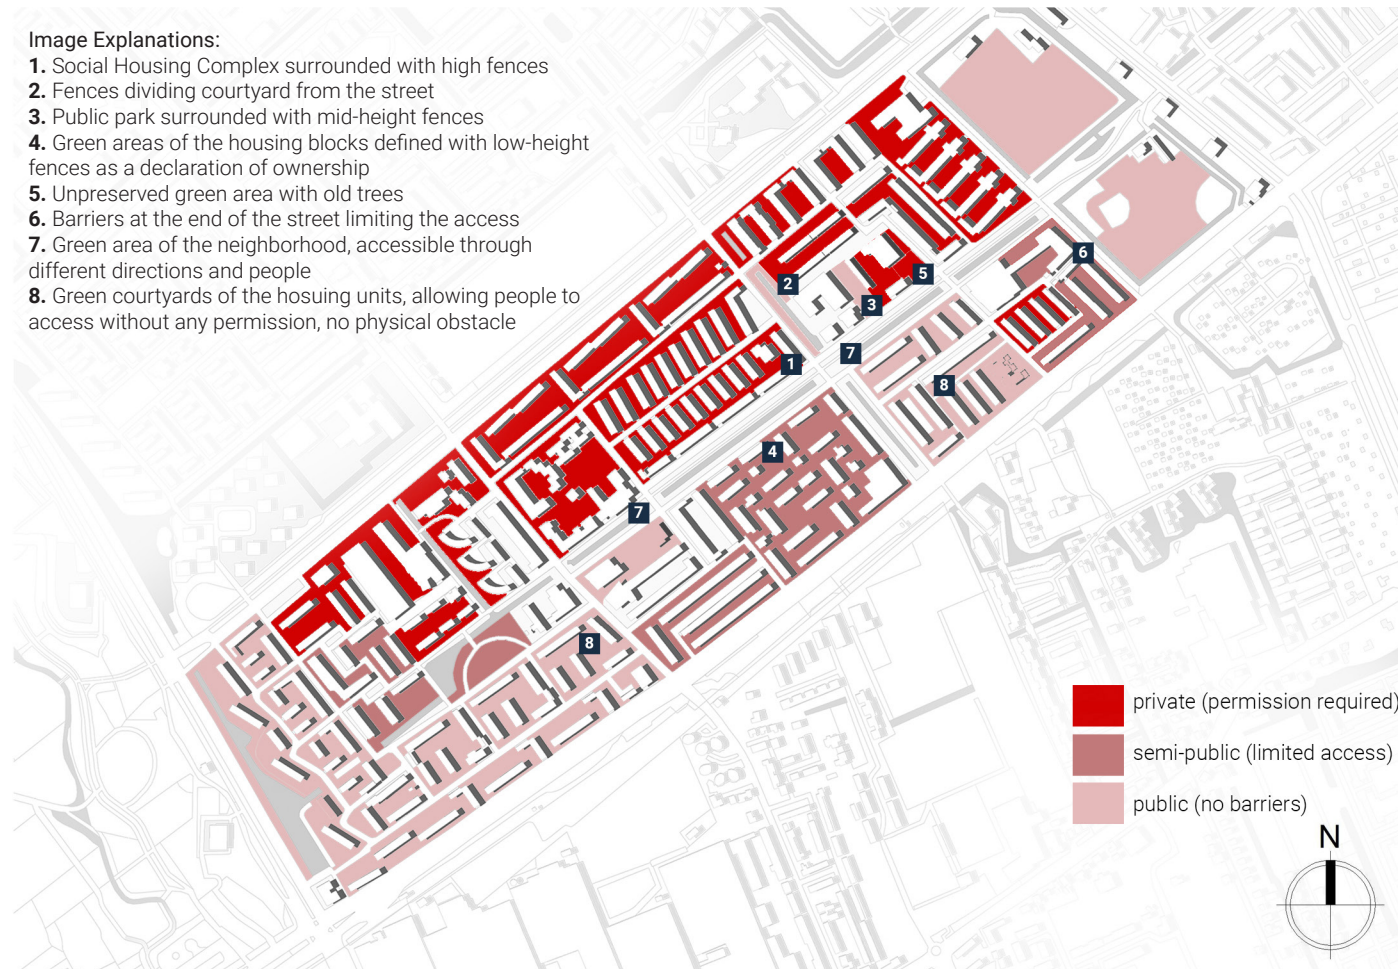 Image Explanations:
1. Social Housing Complex surrounded with high fences
2. Fences dividing courtyard from the street
3. Public park surrounded with mid-height fences
4. Green areas of the housing blocks defined with low-height
fences as a declaration of ownership
5. Unpreserved green area with old trees
6. Barriers at the end of the street limiting the access
7. Green area of the neighborhood, accessible through
different directions and people
8. Green courtyards of the hosuing units, allowing people to
access without any permission, no physical obstacle
6
5
2
3
7
1
8
4
7
8
private (permission required)
semi-public (limited access)
public (no barriers)
N